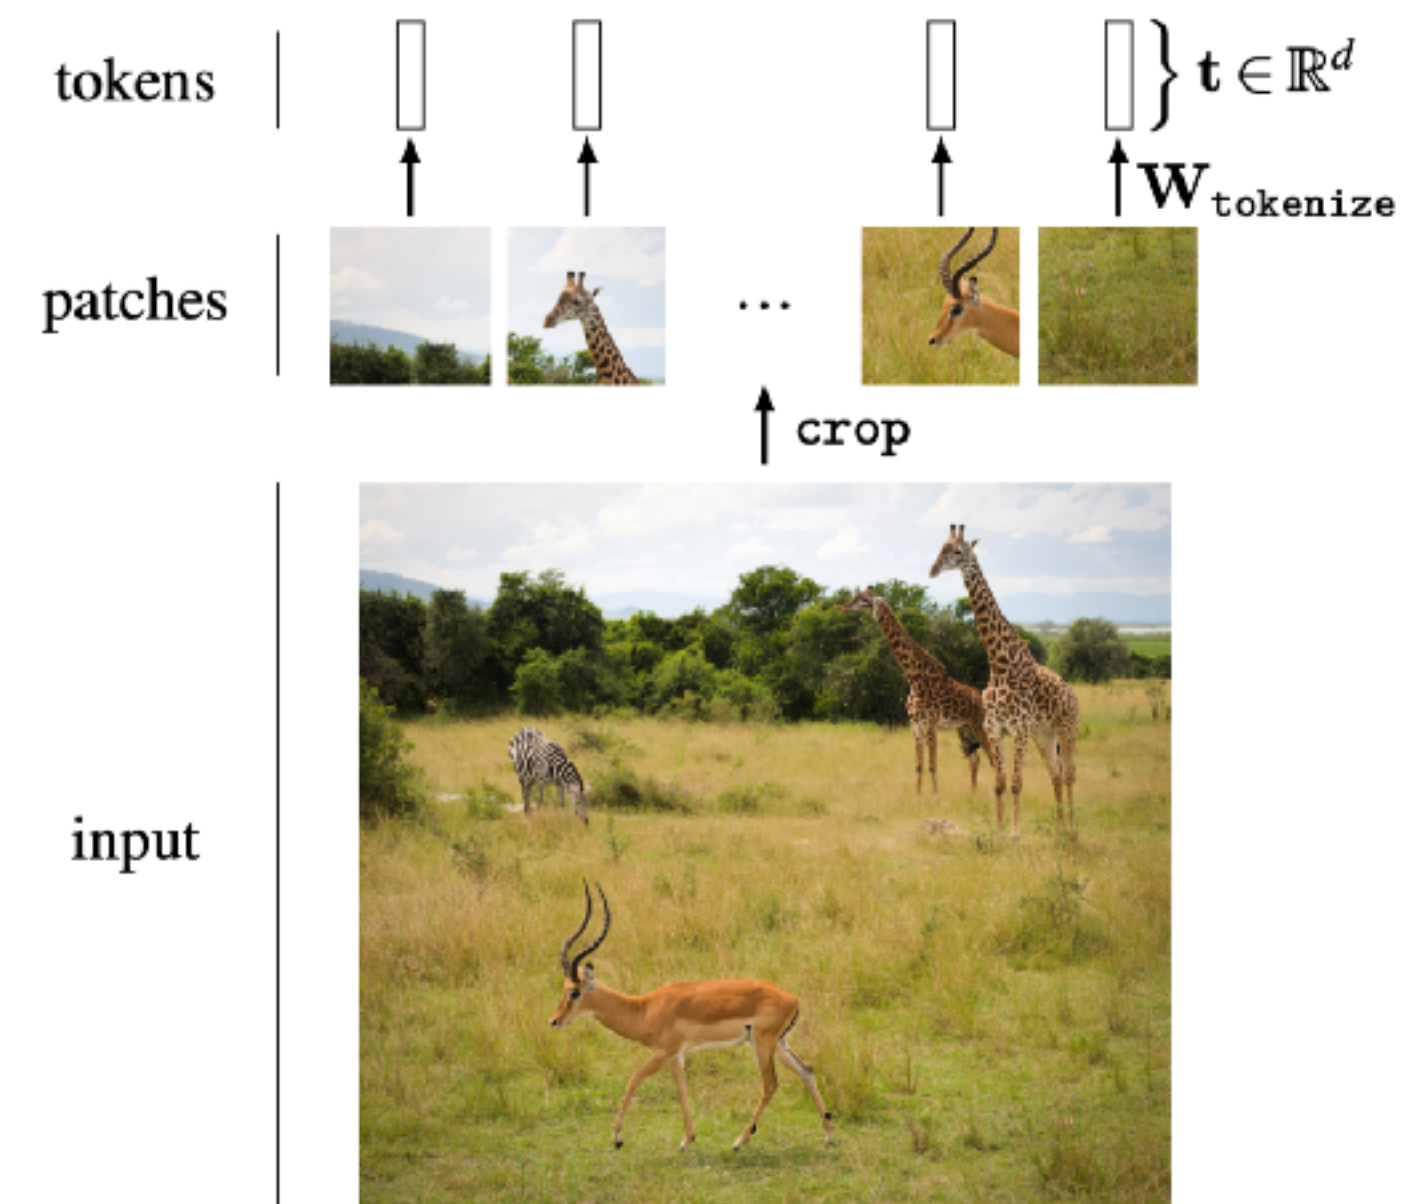 tokens
t ∈ ℝ^d
W_tokenize
patches
...
crop
input